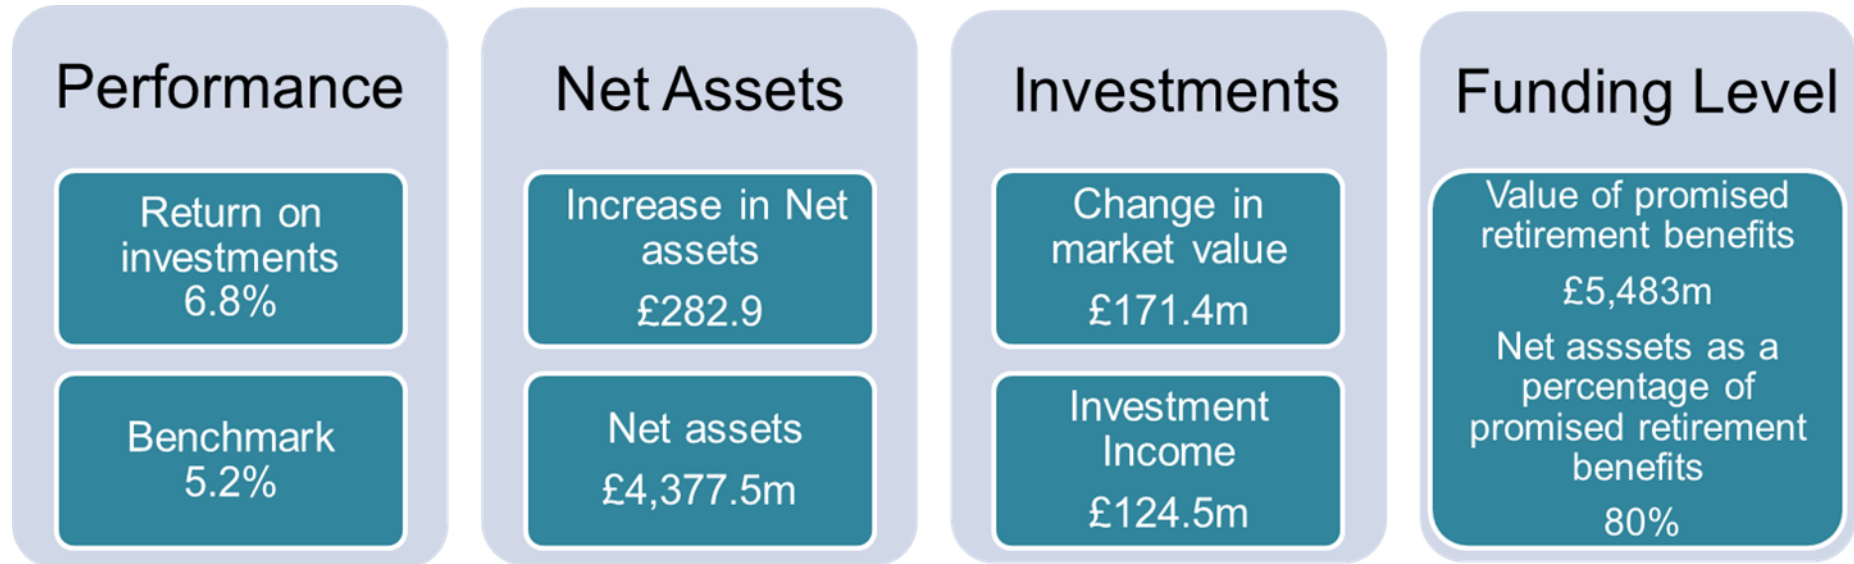 Performance
Return on
investments
6.8%
Benchmark
5.2%
Net Assets
Increase in Net
assets
£282.9
Net assets
£4,377.5m
Investments
Change in
market value
£171.4m
Investment
Income
£124.5m
Funding Level
Value of promised
retirement benefits
£5,483m
Net asssets as a
percentage of
promised retirement
benefits
80%